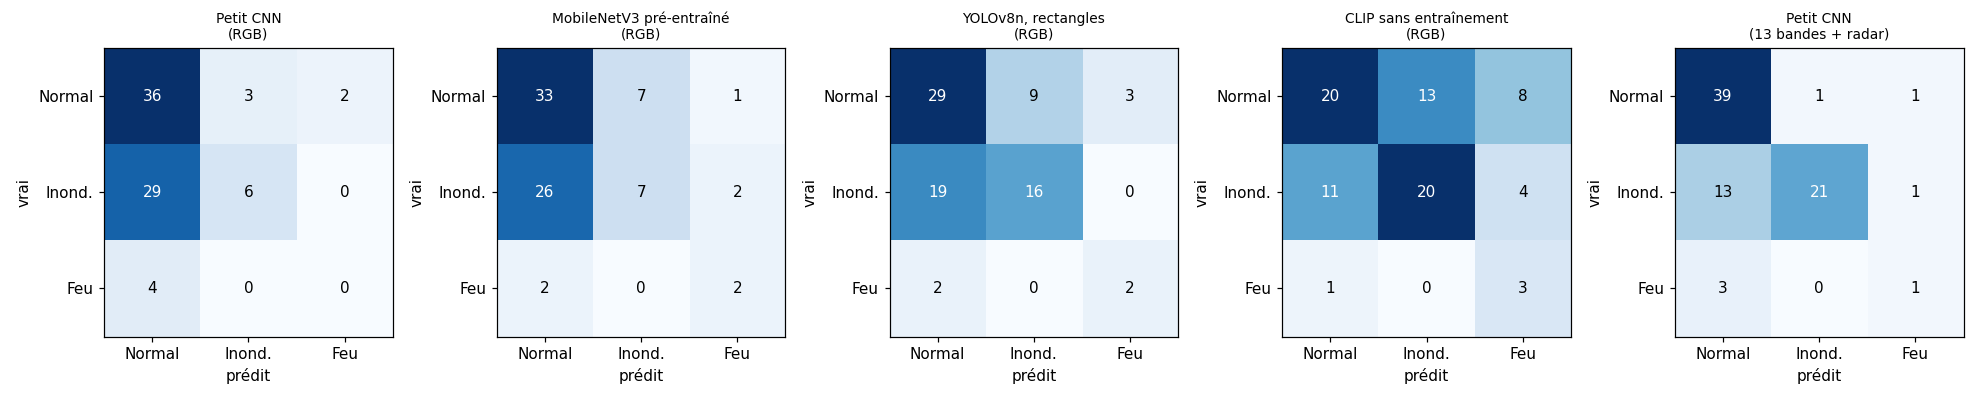 Petit CNN
(RGB)
Normal 36 3 2
Inond. 29 6 0
Feu 4 0 0
Normal Inond. Feu
prédit
vrai
MobileNetV3 pré-entraîné
(RGB)
Normal 33 7 1
Inond. 26 7 2
Feu 2 0 2
Normal Inond. Feu
prédit
vrai
YOLOv8n, rectangles
(RGB)
Normal 29 9 3
Inond. 19 16 0
Feu 2 0 2
Normal Inond. Feu
prédit
vrai
CLIP sans entraînement
(RGB)
Normal 20 13 8
Inond. 11 20 4
Feu 1 0 3
Normal Inond. Feu
prédit
vrai
Petit CNN
(13 bandes + radar)
Normal 39 1 1
Inond. 13 21 1
Feu 3 0 1
Normal Inond. Feu
prédit
vrai